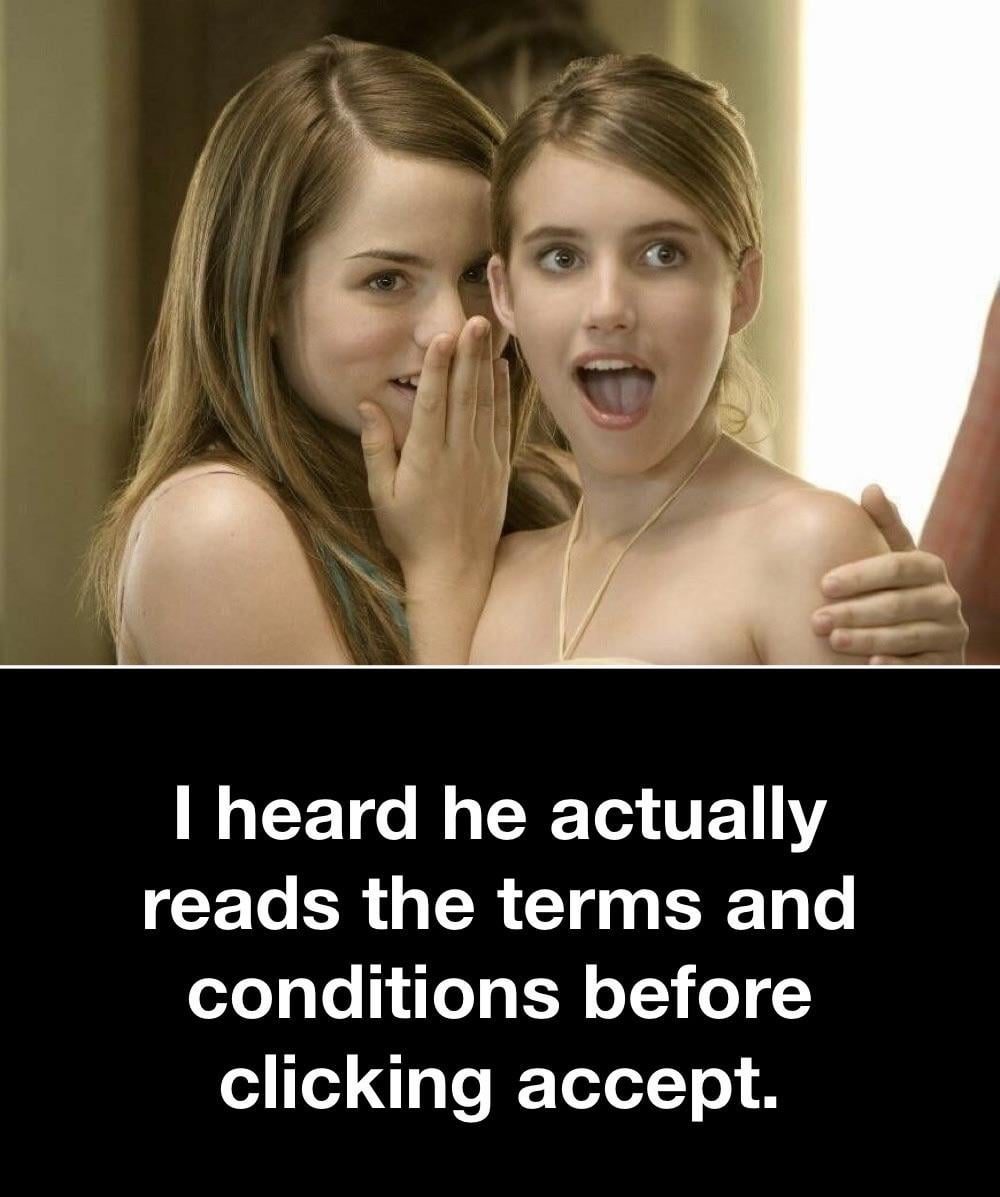 I heard he actually
reads the terms and
conditions before
clicking accept.